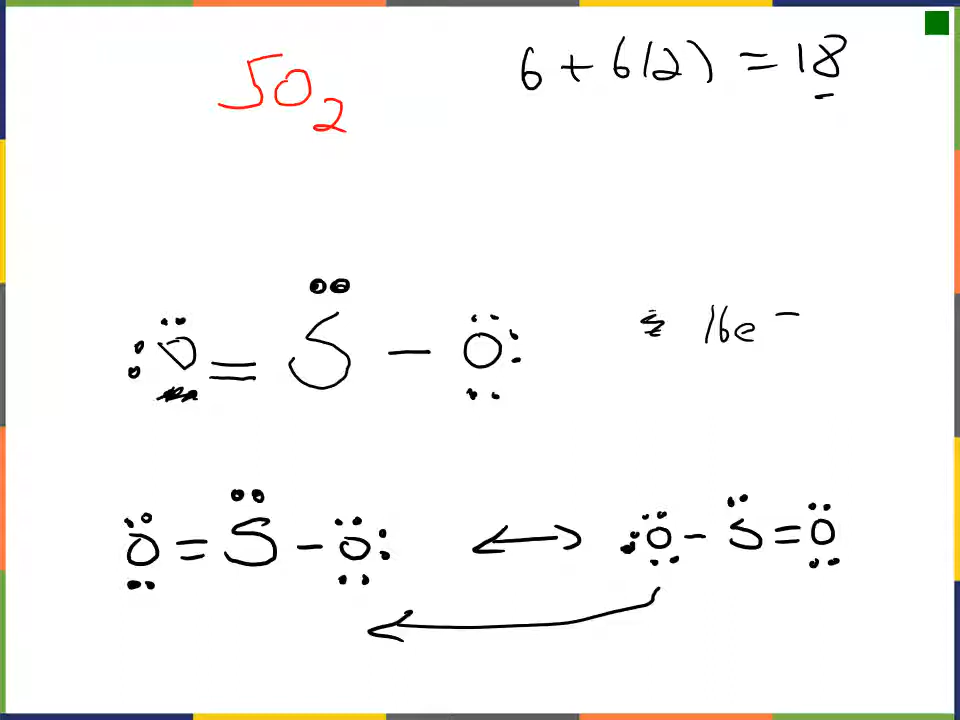 SO₂
6 + 6(2) = 18
O = S - O
16e⁻
O = S - O ↔ O - S = O